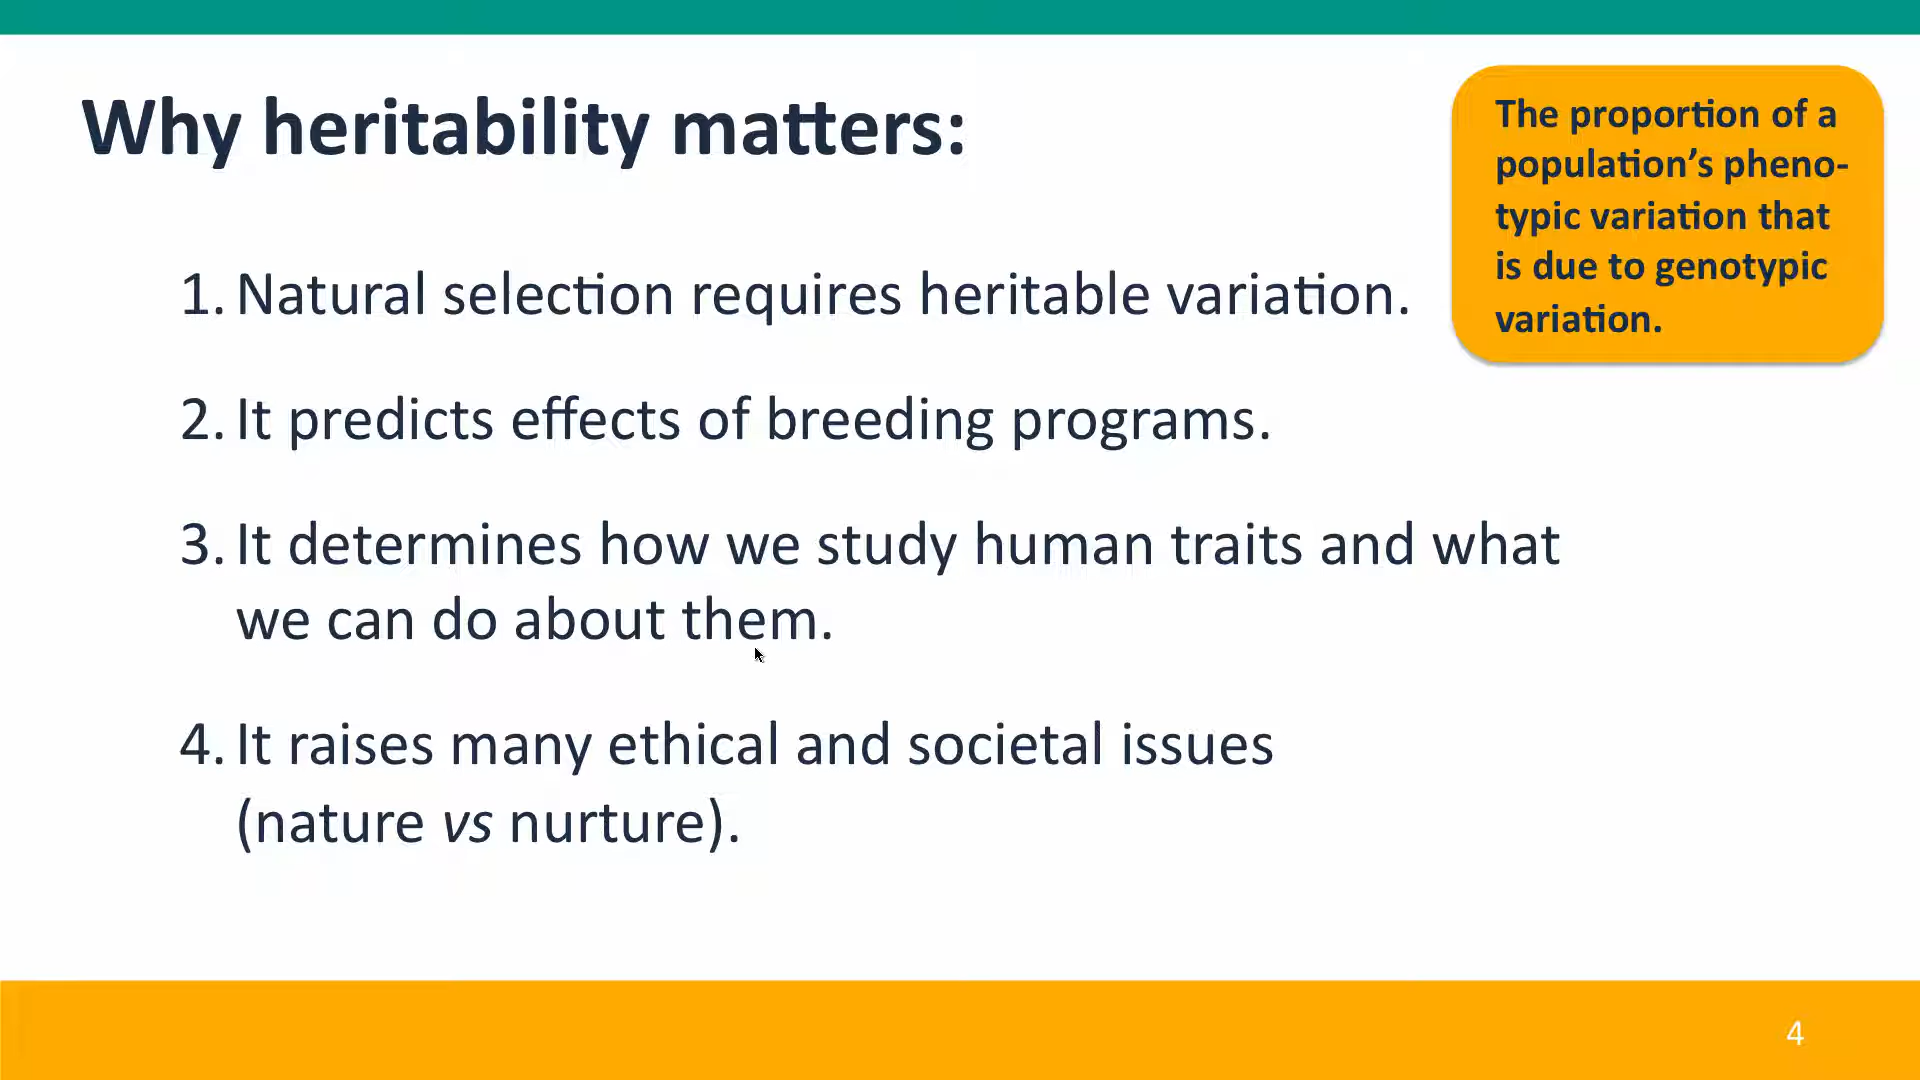 Why heritability matters:
The proportion of a
population’s pheno-
typic variation that
is due to genotypic
variation.
1. Natural selection requires heritable variation.
2. It predicts effects of breeding programs.
3. It determines how we study human traits and what
we can do about them.
4. It raises many ethical and societal issues
(nature vs nurture).
4